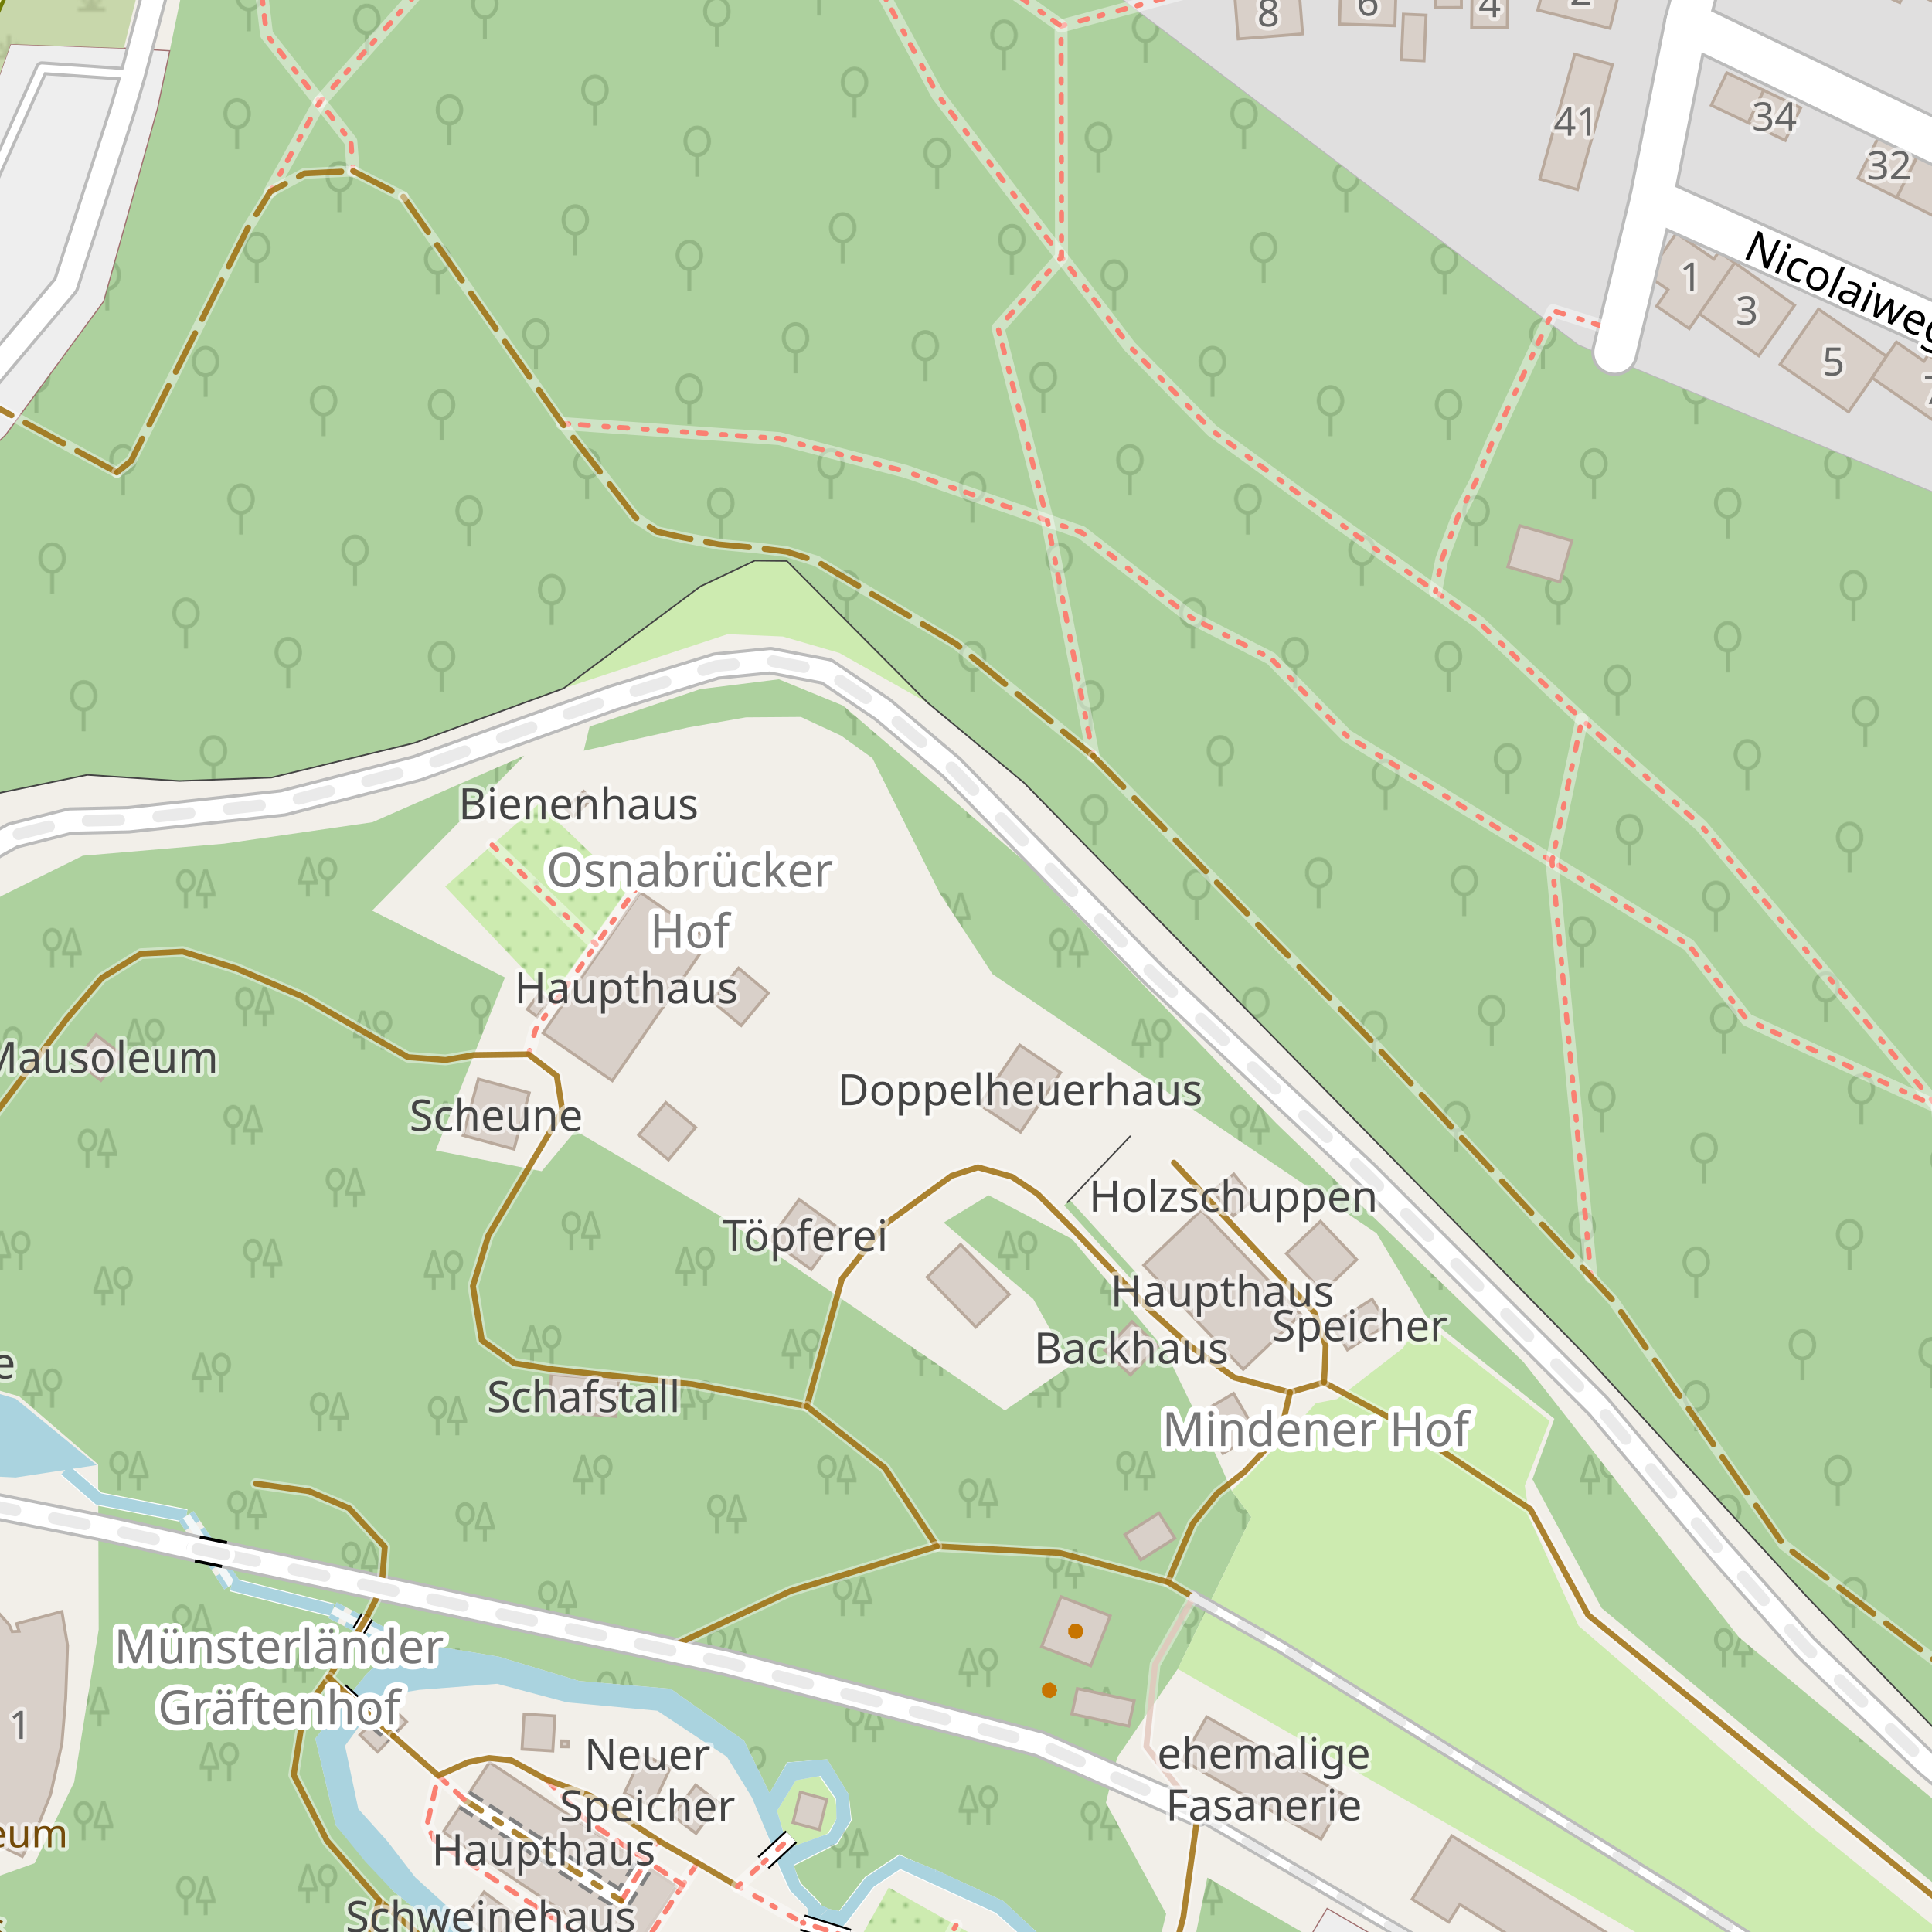 8
6
4
2
41
34
32
Nicolaiweg
1
3
5
Bienenhaus
Osnabrücker
Hof
Haupthaus
Mausoleum
Scheune
Doppelheuerhaus
Holzschuppen
Töpferei
Haupthaus
Speicher
Backhaus
Schafstall
Mindener Hof
Münsterländer
Gräftenhof
1
Neuer
Speicher
ehemalige
Fasanerie
Haupthaus
Schweinehaus